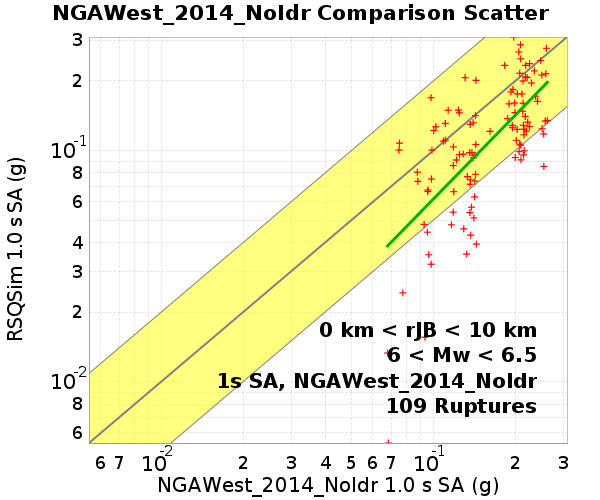 NGAWest_2014_NoIdr Comparison Scatter
RSQSim 1.0 s SA (g)
3
2
10-1
8
6
4
3
2
10-2
8
6
0 km < rJB < 10 km
6 < Mw < 6.5
1s SA, NGAWest_2014_NoIdr
109 Ruptures
6 7 10-2 2 3 4 5 6 7 10-1 2 3
NGAWest_2014_NoIdr 1.0 s SA (g)